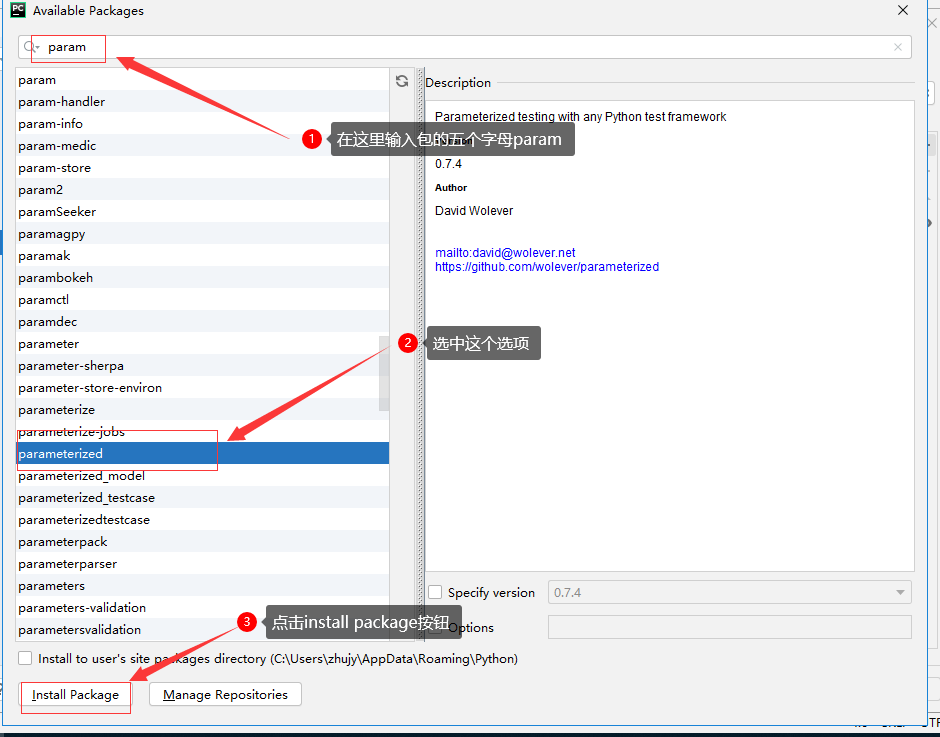 PC Available Packages
param
param
param-handler
param-info
param-medic
param-store
param2
paramSeeker
paramagpy
paramak
parambokeh
paramctl
paramdec
parameter
parameter-sherpa
parameter-store-environ
parameterize
parameterize-jobs
parameterized
parameterized_model
parameterized_testcase
parameterizedtestcase
parameterpack
parameterparser
parameters
parameters-validation
parametersvalidation
Description
Parameterized testing with any Python test framework
1 在这里输入包的五个字母param
0.7.4
Author
David Wolever
mailto:david@wolever.net
https://github.com/wolever/parameterized
2 选中这个选项
Specify version 0.7.4
3 点击install package按钮
Options
Install to user's site packages directory (C:\Users\zhujy\AppData\Roaming\Python)
Install Package
Manage Repositories